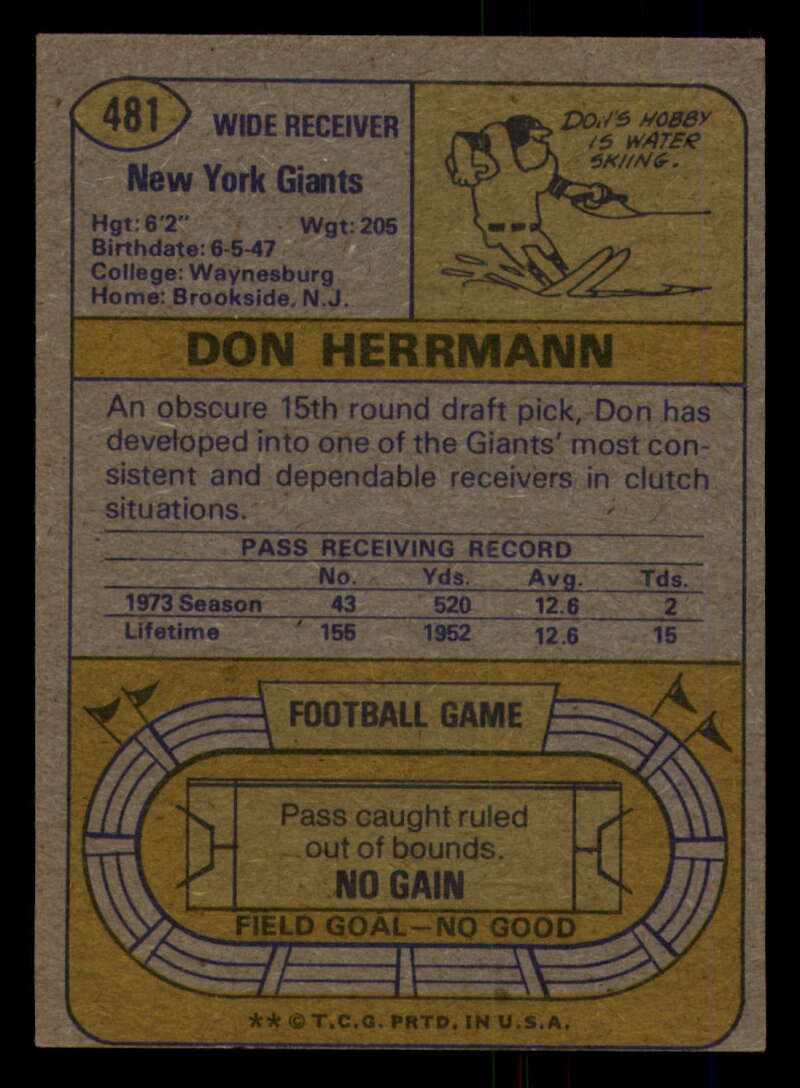 481
WIDE RECEIVER
New York Giants
Hgt: 6'2" Wgt: 205
Birthdate: 6-5-47
College: Waynesburg
Home: Brookside, N.J.
DON'S HOBBY
IS WATER
SKIING.
DON HERRMANN
An obscure 15th round draft pick, Don has
developed into one of the Giants' most con-
sistent and dependable receivers in clutch
situations.
PASS RECEIVING RECORD
No. Yds. Avg. Tds.
1973 Season 43 520 12.6 2
Lifetime 155 1952 12.6 15
FOOTBALL GAME
Pass caught ruled
out of bounds.
NO GAIN
FIELD GOAL—NO GOOD
** © T.C.G. PRTD. IN U.S.A.